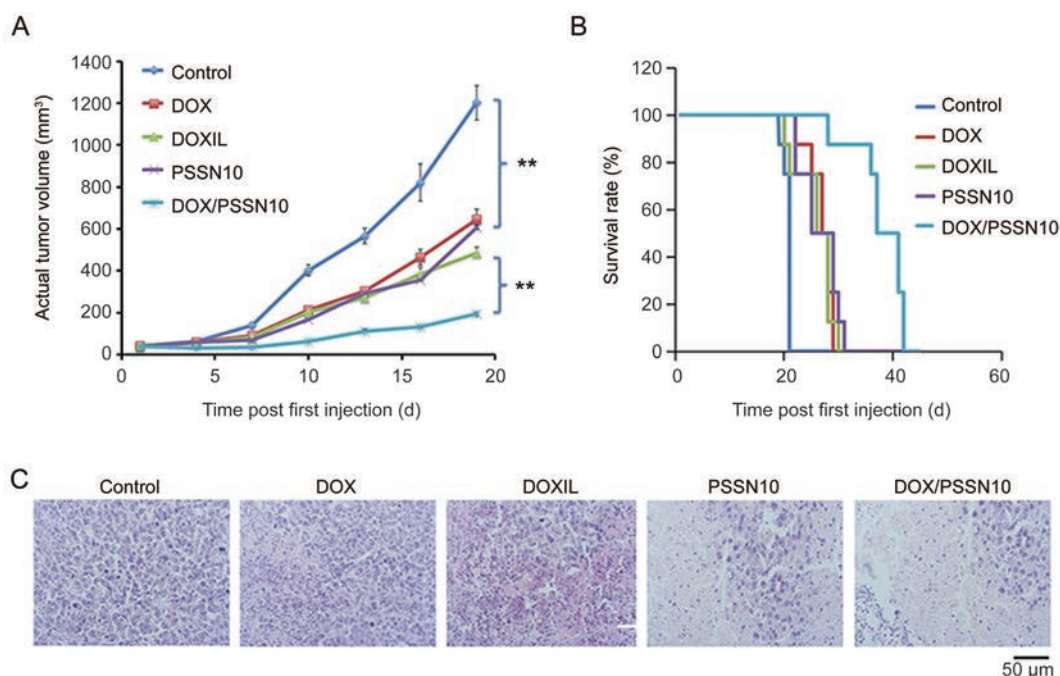 A
Actual tumor volume (mm³)
1400
1200
1000
800
600
400
200
0
0
5
10
15
20
Time post first injection (d)
Control
DOX
DOXIL
PSSN10
DOX/PSSN10
**
**
B
Survival rate (%)
120
100
80
60
40
20
0
0
20
40
60
Time post first injection (d)
Control
DOX
DOXIL
PSSN10
DOX/PSSN10
C
Control
DOX
DOXIL
PSSN10
DOX/PSSN10
50 μm